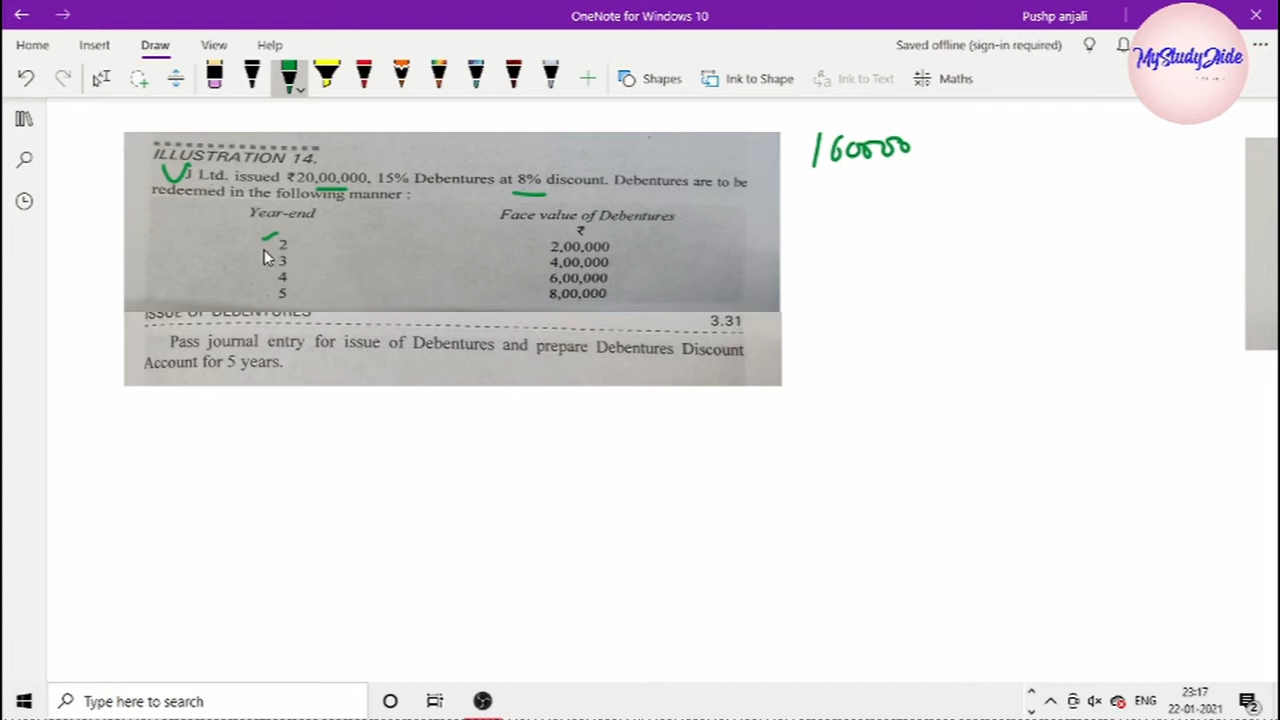 OneNote for Windows 10
Pushp anjali
Home Insert Draw View Help
Saved offline (sign-in required)
MyStudyAide
Shapes
Ink to Shape
Ink to Text
Maths
ILLUSTRATION 14.
J Ltd. issued ₹20,00,000, 15% Debentures at 8% discount. Debentures are to be
redeemed in the following manner :
Year-end Face value of Debentures
₹
2 2,00,000
3 4,00,000
4 6,00,000
5 8,00,000
ISSUE OF DEBENTURES 3.31
Pass journal entry for issue of Debentures and prepare Debentures Discount
Account for 5 years.
160000
Type here to search
ENG
23:17
22-01-2021
2